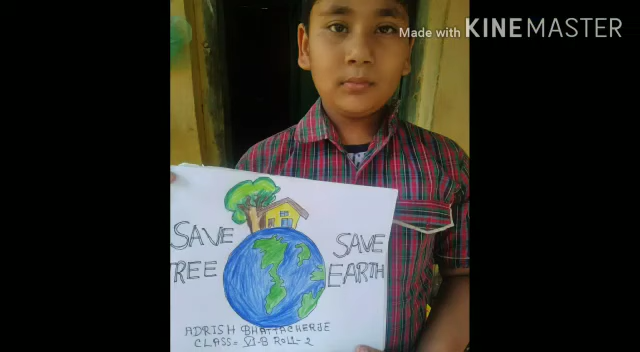 Made with KINEMASTER
SAVE TREE
SAVE EARTH
ADRISH BHATTACHERJE
CLASS = VI-B ROLL - 2